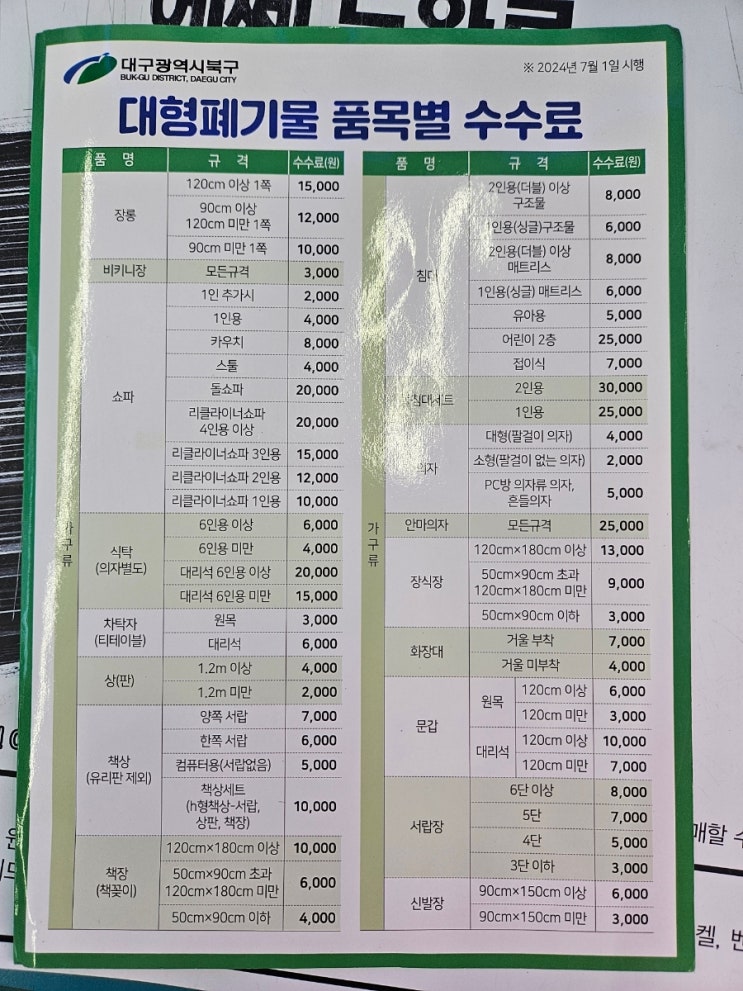 대구광역시북구
BUK-GU DISTRICT, DAEGU CITY
※ 2024년 7월 1일 시행
대형폐기물 품목별 수수료
품 명 규 격 수수료(원)
가구류
장롱
120cm 이상 1쪽 15,000
90cm 이상
120cm 미만 1쪽 12,000
90cm 미만 1쪽 10,000
비키니장 모든규격 3,000
쇼파
1인 추가시 2,000
1인용 4,000
카우치 8,000
스툴 4,000
돌쇼파 20,000
리클라이너쇼파
4인용 이상 20,000
리클라이너쇼파 3인용 15,000
리클라이너쇼파 2인용 12,000
리클라이너쇼파 1인용 10,000
식탁
(의자별도)
6인용 이상 6,000
6인용 미만 4,000
대리석 6인용 이상 20,000
대리석 6인용 미만 15,000
차탁자
(티테이블)
원목 3,000
대리석 6,000
상(판)
1.2m 이상 4,000
1.2m 미만 2,000
책상
(유리판 제외)
양쪽 서랍 7,000
한쪽 서랍 6,000
컴퓨터용(서랍없음) 5,000
책상세트
(h형책상-서랍,
상판, 책장) 10,000
책장
(책꽂이)
120cm×180cm 이상 10,000
50cm×90cm 초과
120cm×180cm 미만 6,000
50cm×90cm 이하 4,000
품 명 규 격 수수료(원)
가구류
침대
2인용(더블) 이상
구조물 8,000
1인용(싱글)구조물 6,000
2인용(더블) 이상
매트리스 8,000
1인용(싱글) 매트리스 6,000
유아용 5,000
어린이 2층 25,000
접이식 7,000
2인용 30,000
1인용 25,000
의자
대형(팔걸이 의자) 4,000
소형(팔걸이 없는 의자) 2,000
PC방 의자류 의자,
흔들의자 5,000
안마의자 모든규격 25,000
장식장
120cm×180cm 이상 13,000
50cm×90cm 초과
120cm×180cm 미만 9,000
50cm×90cm 이하 3,000
화장대
거울 부착 7,000
거울 미부착 4,000
문갑
원목
120cm 이상 6,000
120cm 미만 3,000
대리석
120cm 이상 10,000
120cm 미만 7,000
서랍장
6단 이상 8,000
5단 7,000
4단 5,000
3단 이하 3,000
신발장
90cm×150cm 이상 6,000
90cm×150cm 미만 3,000